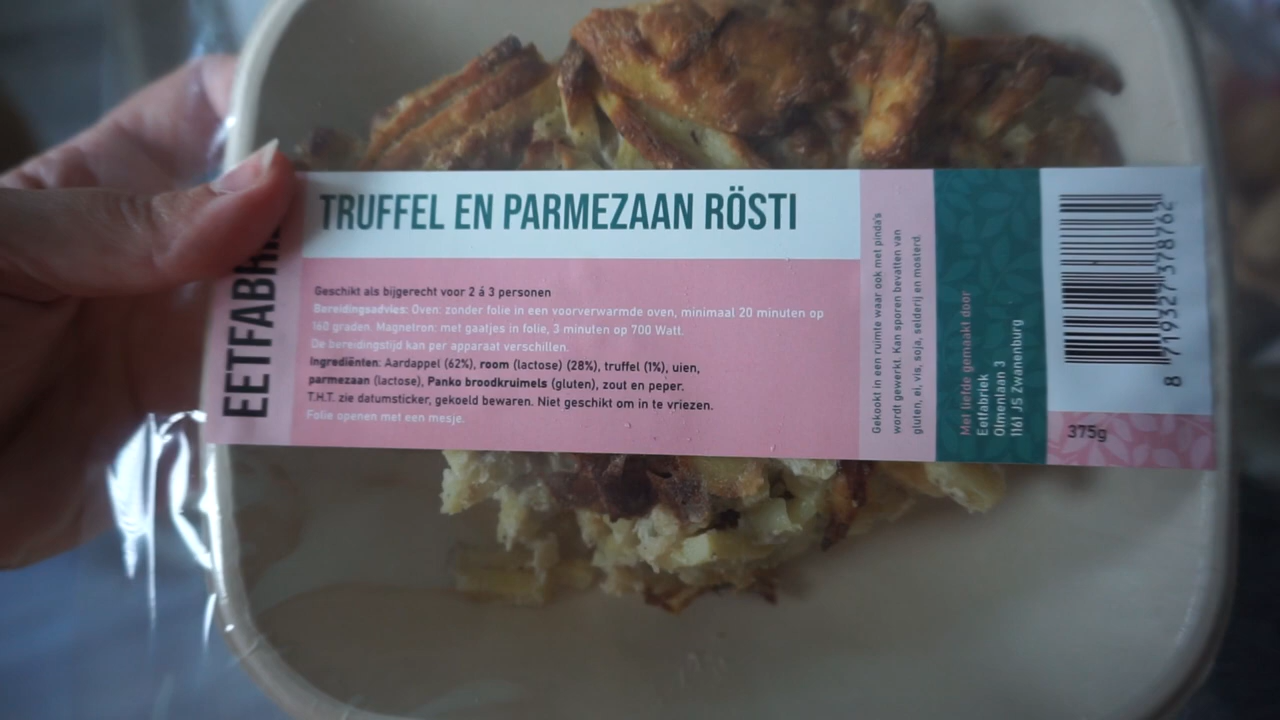 EETFABRI
TRUFFEL EN PARMEZAAN RÖSTI
Geschikt als bijgerecht voor 2 á 3 personen
Bereidingsadvies: Oven: zonder folie in een voorverwarmde oven, minimaal 20 minuten op
160 graden. Magnetron: met gaatjes in folie, 3 minuten op 700 Watt.
De bereidingstijd kan per apparaat verschillen.
Ingrediënten: Aardappel (62%), room (lactose) (28%), truffel (1%), uien,
parmezaan (lactose), Panko broodkruimels (gluten), zout en peper.
T.H.T. zie datumsticker, gekoeld bewaren. Niet geschikt om in te vriezen.
Folie openen met een mesje.
Gekookt in een ruimte waar ook met pinda's
wordt gewerkt. Kan sporen bevatten van
gluten, ei, vis, soja, selderij en mosterd.
Met liefde gemaakt door
Eetfabriek
Olmenlaan 3
1161 JS Zwanenburg
8 719327 378762
375g